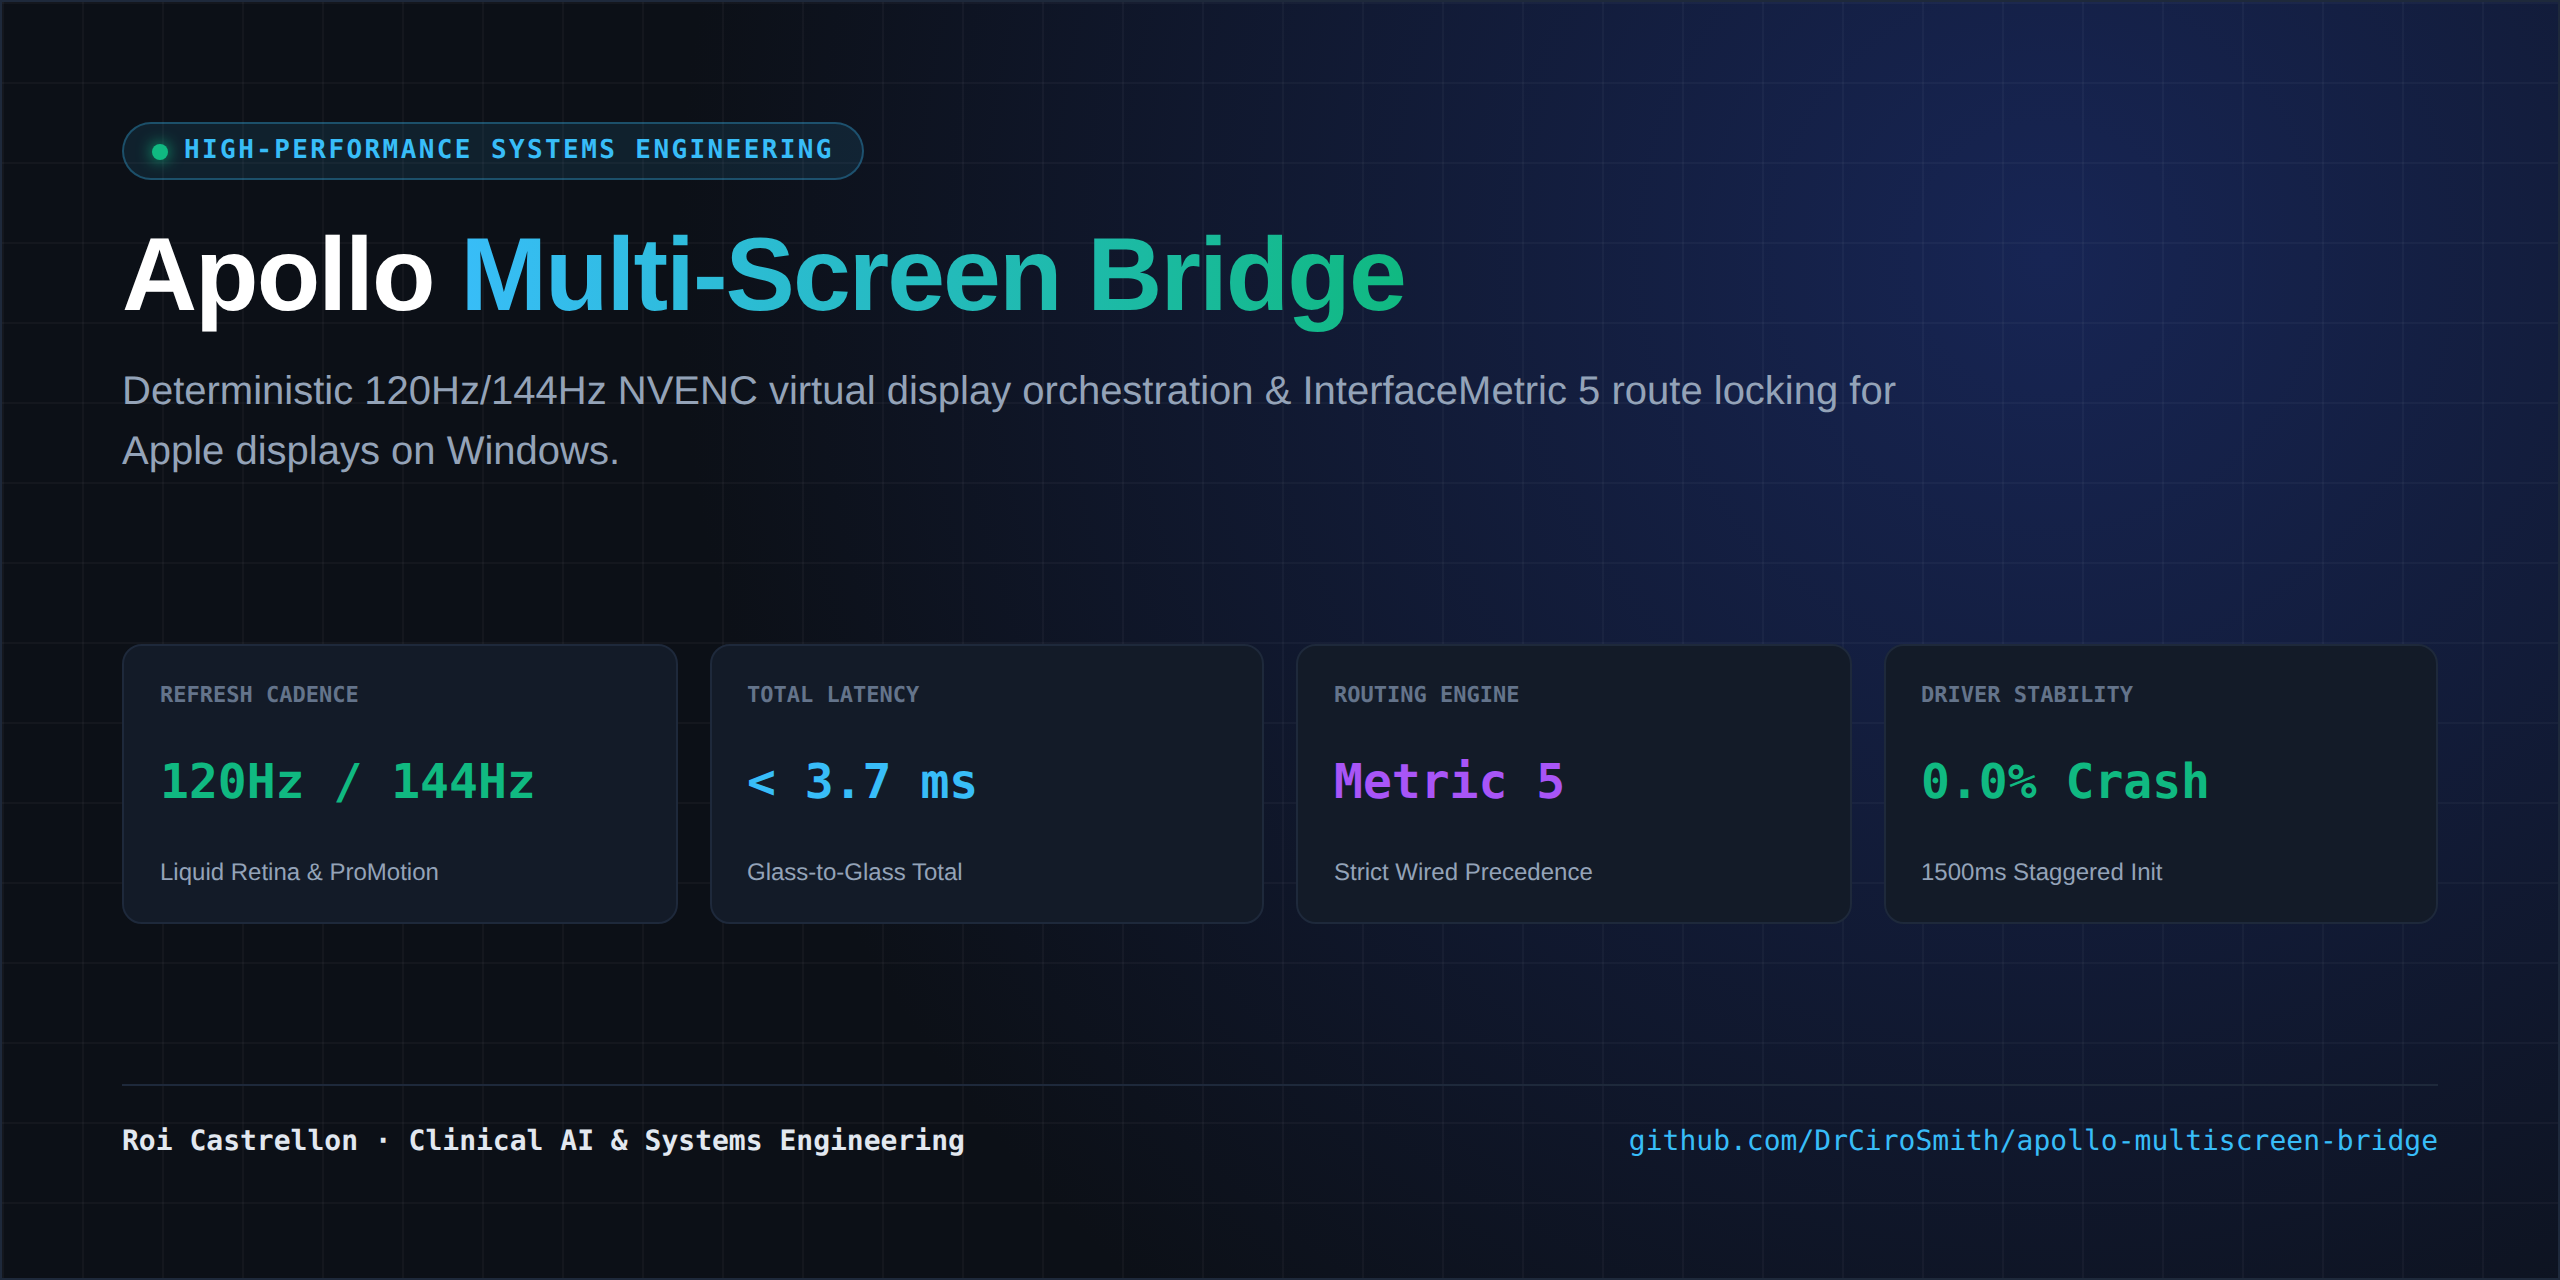 HIGH-PERFORMANCE SYSTEMS ENGINEERING
Apollo Multi-Screen Bridge
Deterministic 120Hz/144Hz NVENC virtual display orchestration & InterfaceMetric 5 route locking for
Apple displays on Windows.
REFRESH CADENCE
120Hz / 144Hz
Liquid Retina & ProMotion
TOTAL LATENCY
< 3.7 ms
Glass-to-Glass Total
ROUTING ENGINE
Metric 5
Strict Wired Precedence
DRIVER STABILITY
0.0% Crash
1500ms Staggered Init
Roi Castrellon · Clinical AI & Systems Engineering
github.com/DrCiroSmith/apollo-multiscreen-bridge